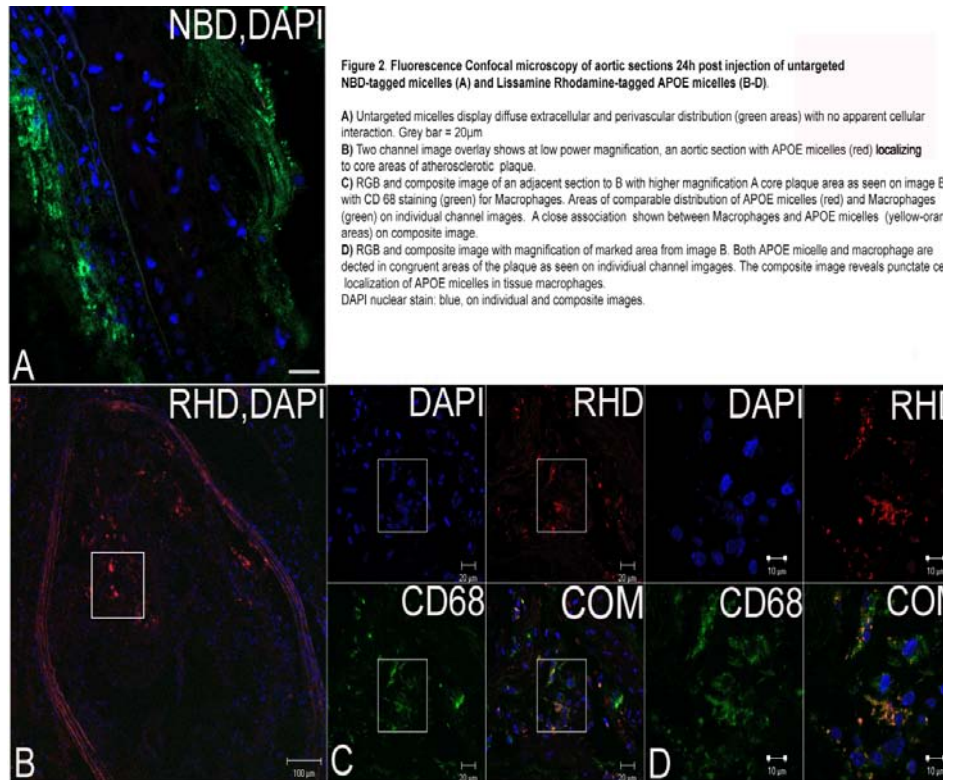 NBD,DAPI
A
Figure 2. Fluorescence Confocal microscopy of aortic sections 24h post injection of untargeted
NBD-tagged micelles (A) and Lissamine Rhodamine-tagged APOE micelles (B-D).
A) Untargeted micelles display diffuse extracellular and perivascular distribution (green areas) with no apparent cellular
interaction. Grey bar = 20µm
B) Two channel image overlay shows at low power magnification, an aortic section with APOE micelles (red) localizing
to core areas of atherosclerotic plaque.
C) RGB and composite image of an adjacent section to B with higher magnification A core plaque area as seen on image B
with CD 68 staining (green) for Macrophages. Areas of comparable distribution of APOE micelles (red) and Macrophages
(green) on individual channel images. A close association shown between Macrophages and APOE micelles (yellow-oran
areas) on composite image.
D) RGB and composite image with magnification of marked area from image B. Both APOE micelle and macrophage are
dected in congruent areas of the plaque as seen on individiual channel imgages. The composite image reveals punctate ce
localization of APOE micelles in tissue macrophages.
DAPI nuclear stain: blue, on individual and composite images.
RHD,DAPI
100 µm
B
DAPI
20 µm
RHD
20 µm
CD68
20 µm
C
COM
20 µm
DAPI
10 µm
RHD
10 µm
CD68
10 µm
D
COM
10 µm